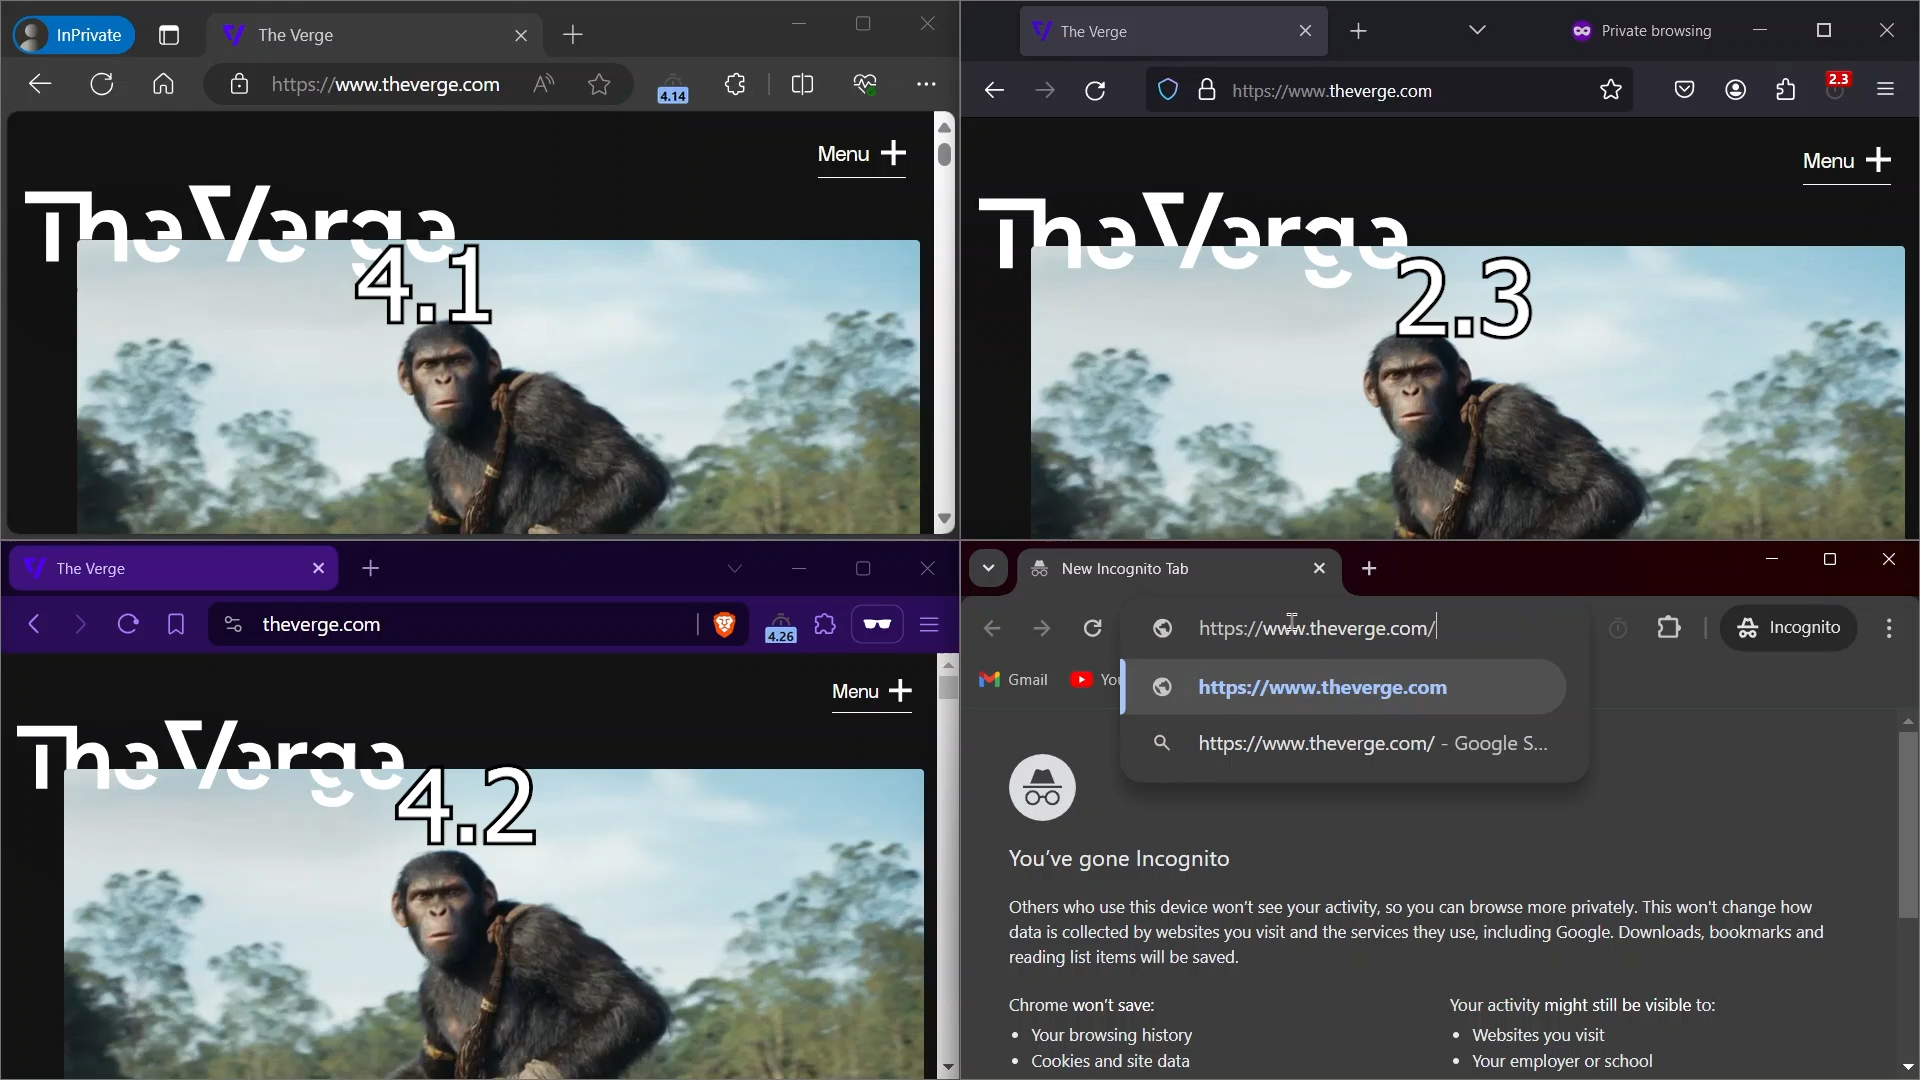 InPrivate
The Verge
https://www.theverge.com
4.14
Menu
The Verge
4.1
The Verge
Private browsing
https://www.theverge.com
2.3
Menu
The Verge
2.3
The Verge
theverge.com
4.26
Menu
The Verge
4.2
New Incognito Tab
https://www.theverge.com/
Incognito
Gmail
You
https://www.theverge.com
https://www.theverge.com/ - Google S...
You've gone Incognito
Others who use this device won't see your activity, so you can browse more privately. This won't change how
data is collected by websites you visit and the services they use, including Google. Downloads, bookmarks and
reading list items will be saved.
Chrome won't save:
• Your browsing history
• Cookies and site data
Your activity might still be visible to:
• Websites you visit
• Your employer or school